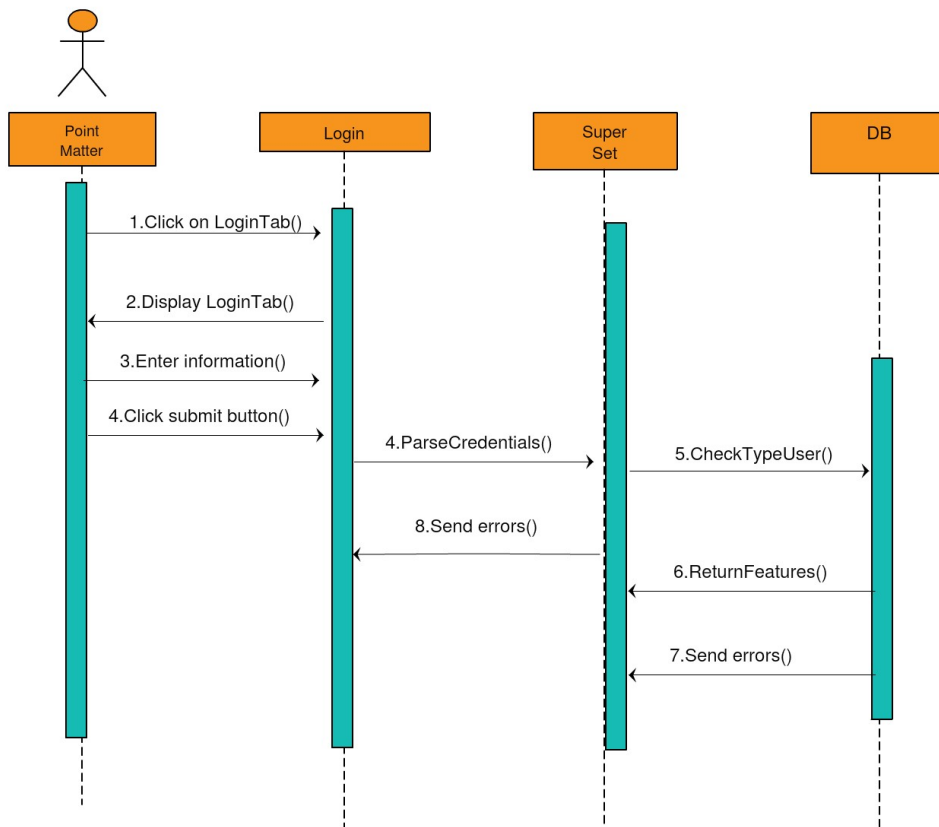 Point
Matter
Login
Super
Set
DB
1.Click on LoginTab()
2.Display LoginTab()
3.Enter information()
4.Click submit button()
4.ParseCredentials()
5.CheckTypeUser()
8.Send errors()
6.ReturnFeatures()
7.Send errors()